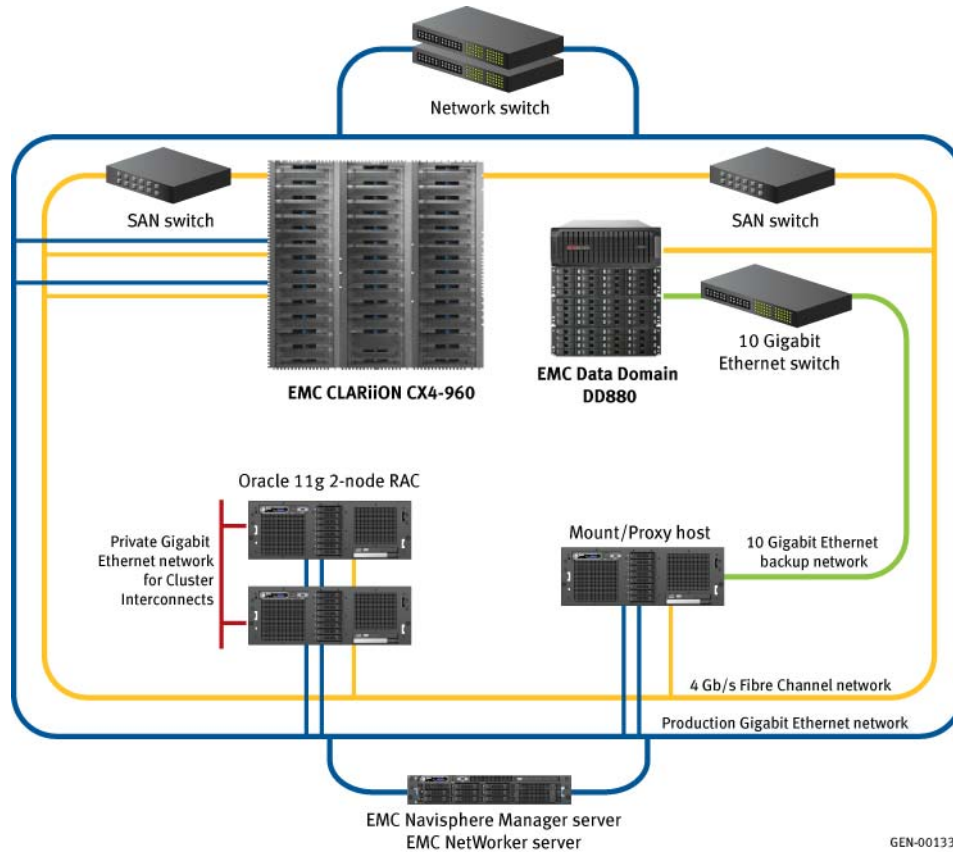 Network switch
SAN switch
SAN switch
10 Gigabit
Ethernet switch
EMC CLARiiON CX4-960
EMC Data Domain
DD880
Oracle 11g 2-node RAC
Private Gigabit
Ethernet network
for Cluster
Interconnects
Mount/Proxy host
10 Gigabit Ethernet
backup network
4 Gb/s Fibre Channel network
Production Gigabit Ethernet network
EMC Navisphere Manager server
EMC NetWorker server
GEN-00133